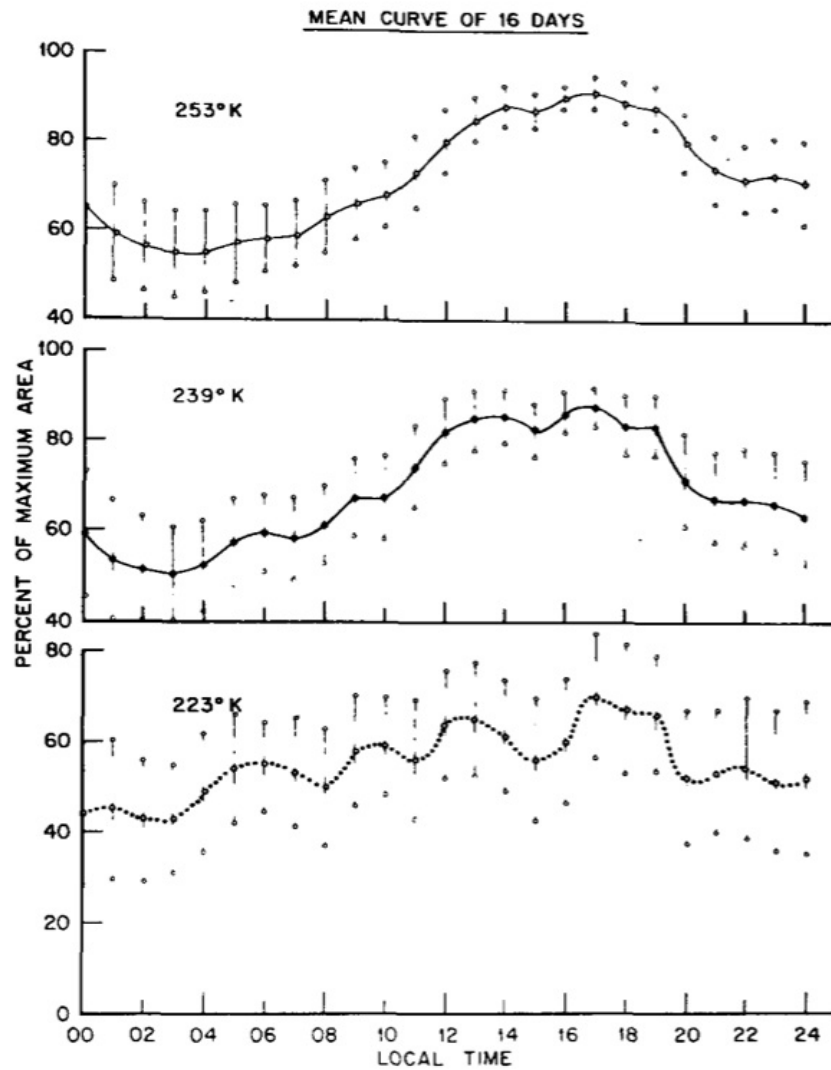 MEAN CURVE OF 16 DAYS
100
253°K
80
60
40
100
239°K
80
60
40
80
223°K
60
40
20
0
00 02 04 06 08 10 12 14 16 18 20 22 24
LOCAL TIME
PERCENT OF MAXIMUM AREA